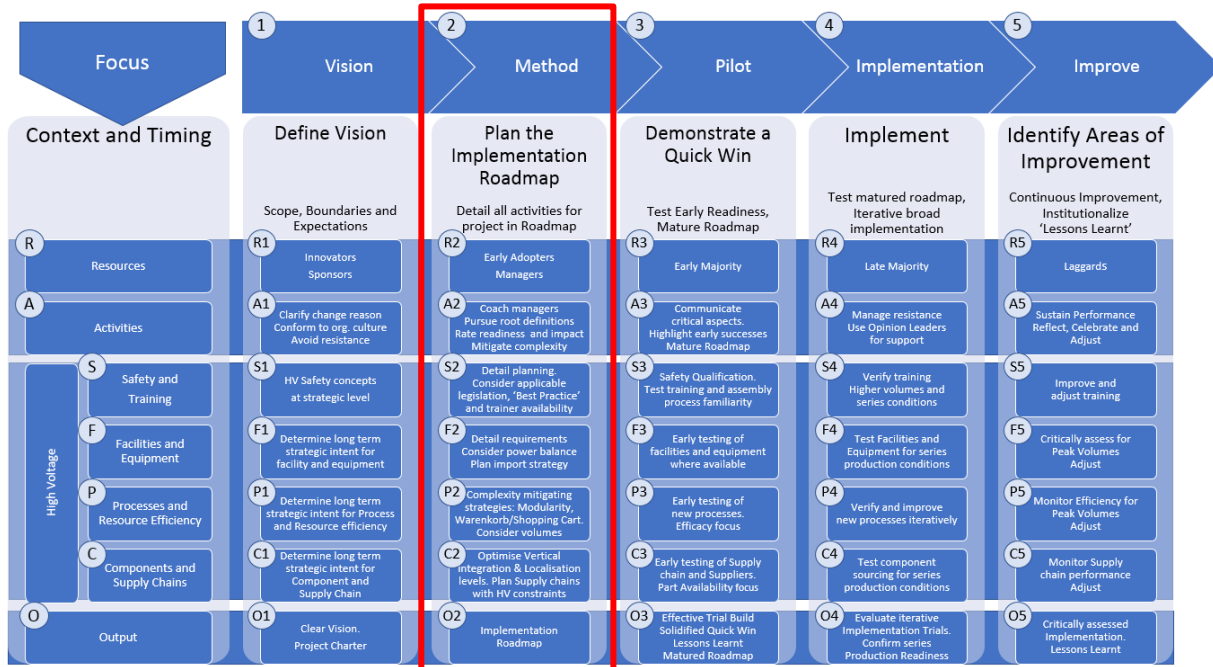 Focus
1
Vision
2
Method
3
Pilot
4
Implementation
5
Improve
Context and Timing
Define Vision
Scope, Boundaries and
Expectations
Plan the
Implementation
Roadmap
Detail all activities for
project in Roadmap
Demonstrate a
Quick Win
Test Early Readiness,
Mature Roadmap
Implement
Test matured roadmap,
Iterative broad
implementation
Identify Areas of
Improvement
Continuous Improvement,
Institutionalize
‘Lessons Learnt’
R
Resources
R1
Innovators
Sponsors
R2
Early Adopters
Managers
R3
Early Majority
R4
Late Majority
R5
LaggardS
A
Activities
A1
Clarify change reason
Conform to org. culture
Avoid resistance
A2
Coach managers
Pursue root definitions
Rate readiness and impact
Mitigate complexity
A3
Communicate
critical aspects.
Highlight early successes
Mature Roadmap
A4
Manage resistance
Use Opinion Leaders
for support
A5
Sustain Performance
Reflect, Celebrate and
Adjust
High Voltage
S
Safety and
Training
S1
HV Safety concepts
at strategic level
S2
Detail planning.
Consider applicable
legislation, ‘Best Practice’
and trainer availability
S3
Safety Qualification.
Test training and assembly
process familiarity
S4
Verify training
Higher volumes and
series conditions
S5
Improve and
adjust training
F
Facilities and
Equipment
F1
Determine long term
strategic intent for
facility and equipment
F2
Detail requirements
Consider power balance
Plan import strategy
F3
Early testing of
facilities and equipment
where available
F4
Test Facilities and
Equipment for series
production conditions
F5
Critically assess for
Peak Volumes
Adjust
P
Processes and
Resource Efficiency
P1
Determine long term
strategic intent for Process
and Resource efficiency
P2
Complexity mitigating
strategies: Modularity,
Warenkorb/Shopping Cart.
Consider volumes
P3
Early testing of
new processes.
Efficacy focus
P4
Verify and improve
new processes iteratively
P5
Monitor Efficiency for
Peak Volumes
Adjust
C
Components and
Supply Chains
C1
Determine long term
strategic intent for
Component and
Supply Chain
C2
Optimise Vertical
Integration & Localisation
levels. Plan Supply chains
with HV constraints
C3
Early testing of Supply
chain and Suppliers.
Part Availability focus
C4
Test component
sourcing for series
production conditions
C5
Monitor Supply
chain performance
Adjust
O
Output
O1
Clear Vision.
Project Charter
O2
Implementation
Roadmap
O3
Effective Trial Build
Solidified Quick Win
Lessons Learnt
Matured Roadmap
O4
Evaluate iterative
Implementation Trials.
Confirm series
Production Readiness
O5
Critically assessed
Implementation.
Lessons Learnt